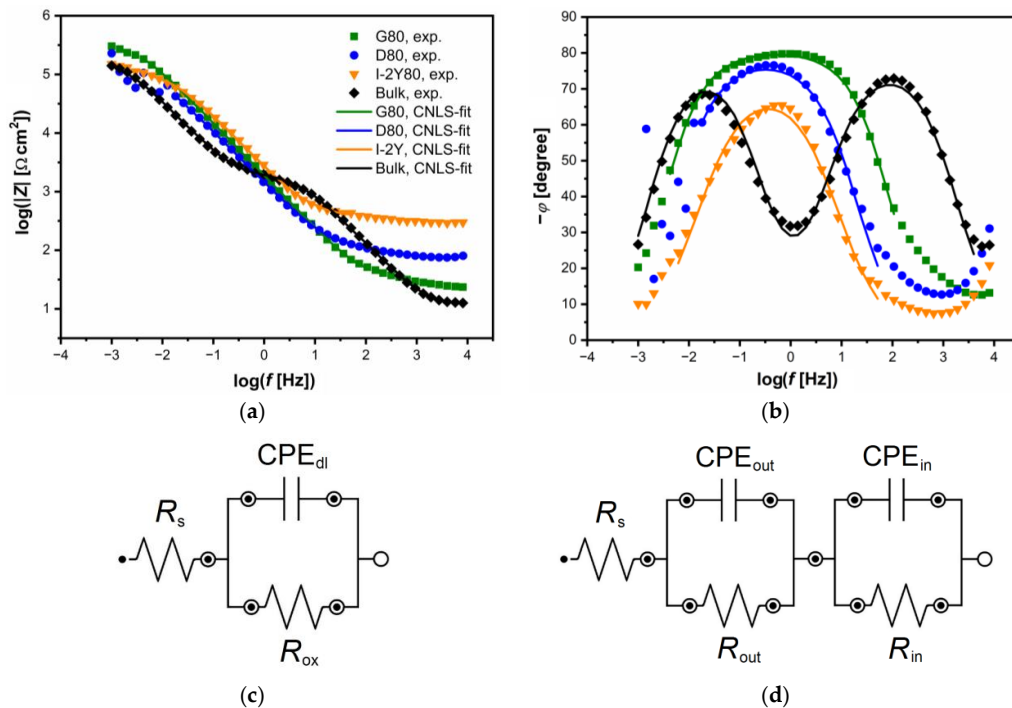 G80, exp.
D80, exp.
I-2Y80, exp.
Bulk, exp.
G80, CNLS-fit
D80, CNLS-fit
I-2Y, CNLS-fit
Bulk, CNLS-fit
log(|Z| [Ω cm²])
6
5
4
3
2
1
−4 −3 −2 −1 0 1 2 3 4
log(f [Hz])
(a)
−φ [degree]
90
80
70
60
50
40
30
20
10
0
−4 −3 −2 −1 0 1 2 3 4
log(f [Hz])
(b)
CPEdl
Rs
Rox
(c)
CPEout
CPEin
Rs
Rout
Rin
(d)